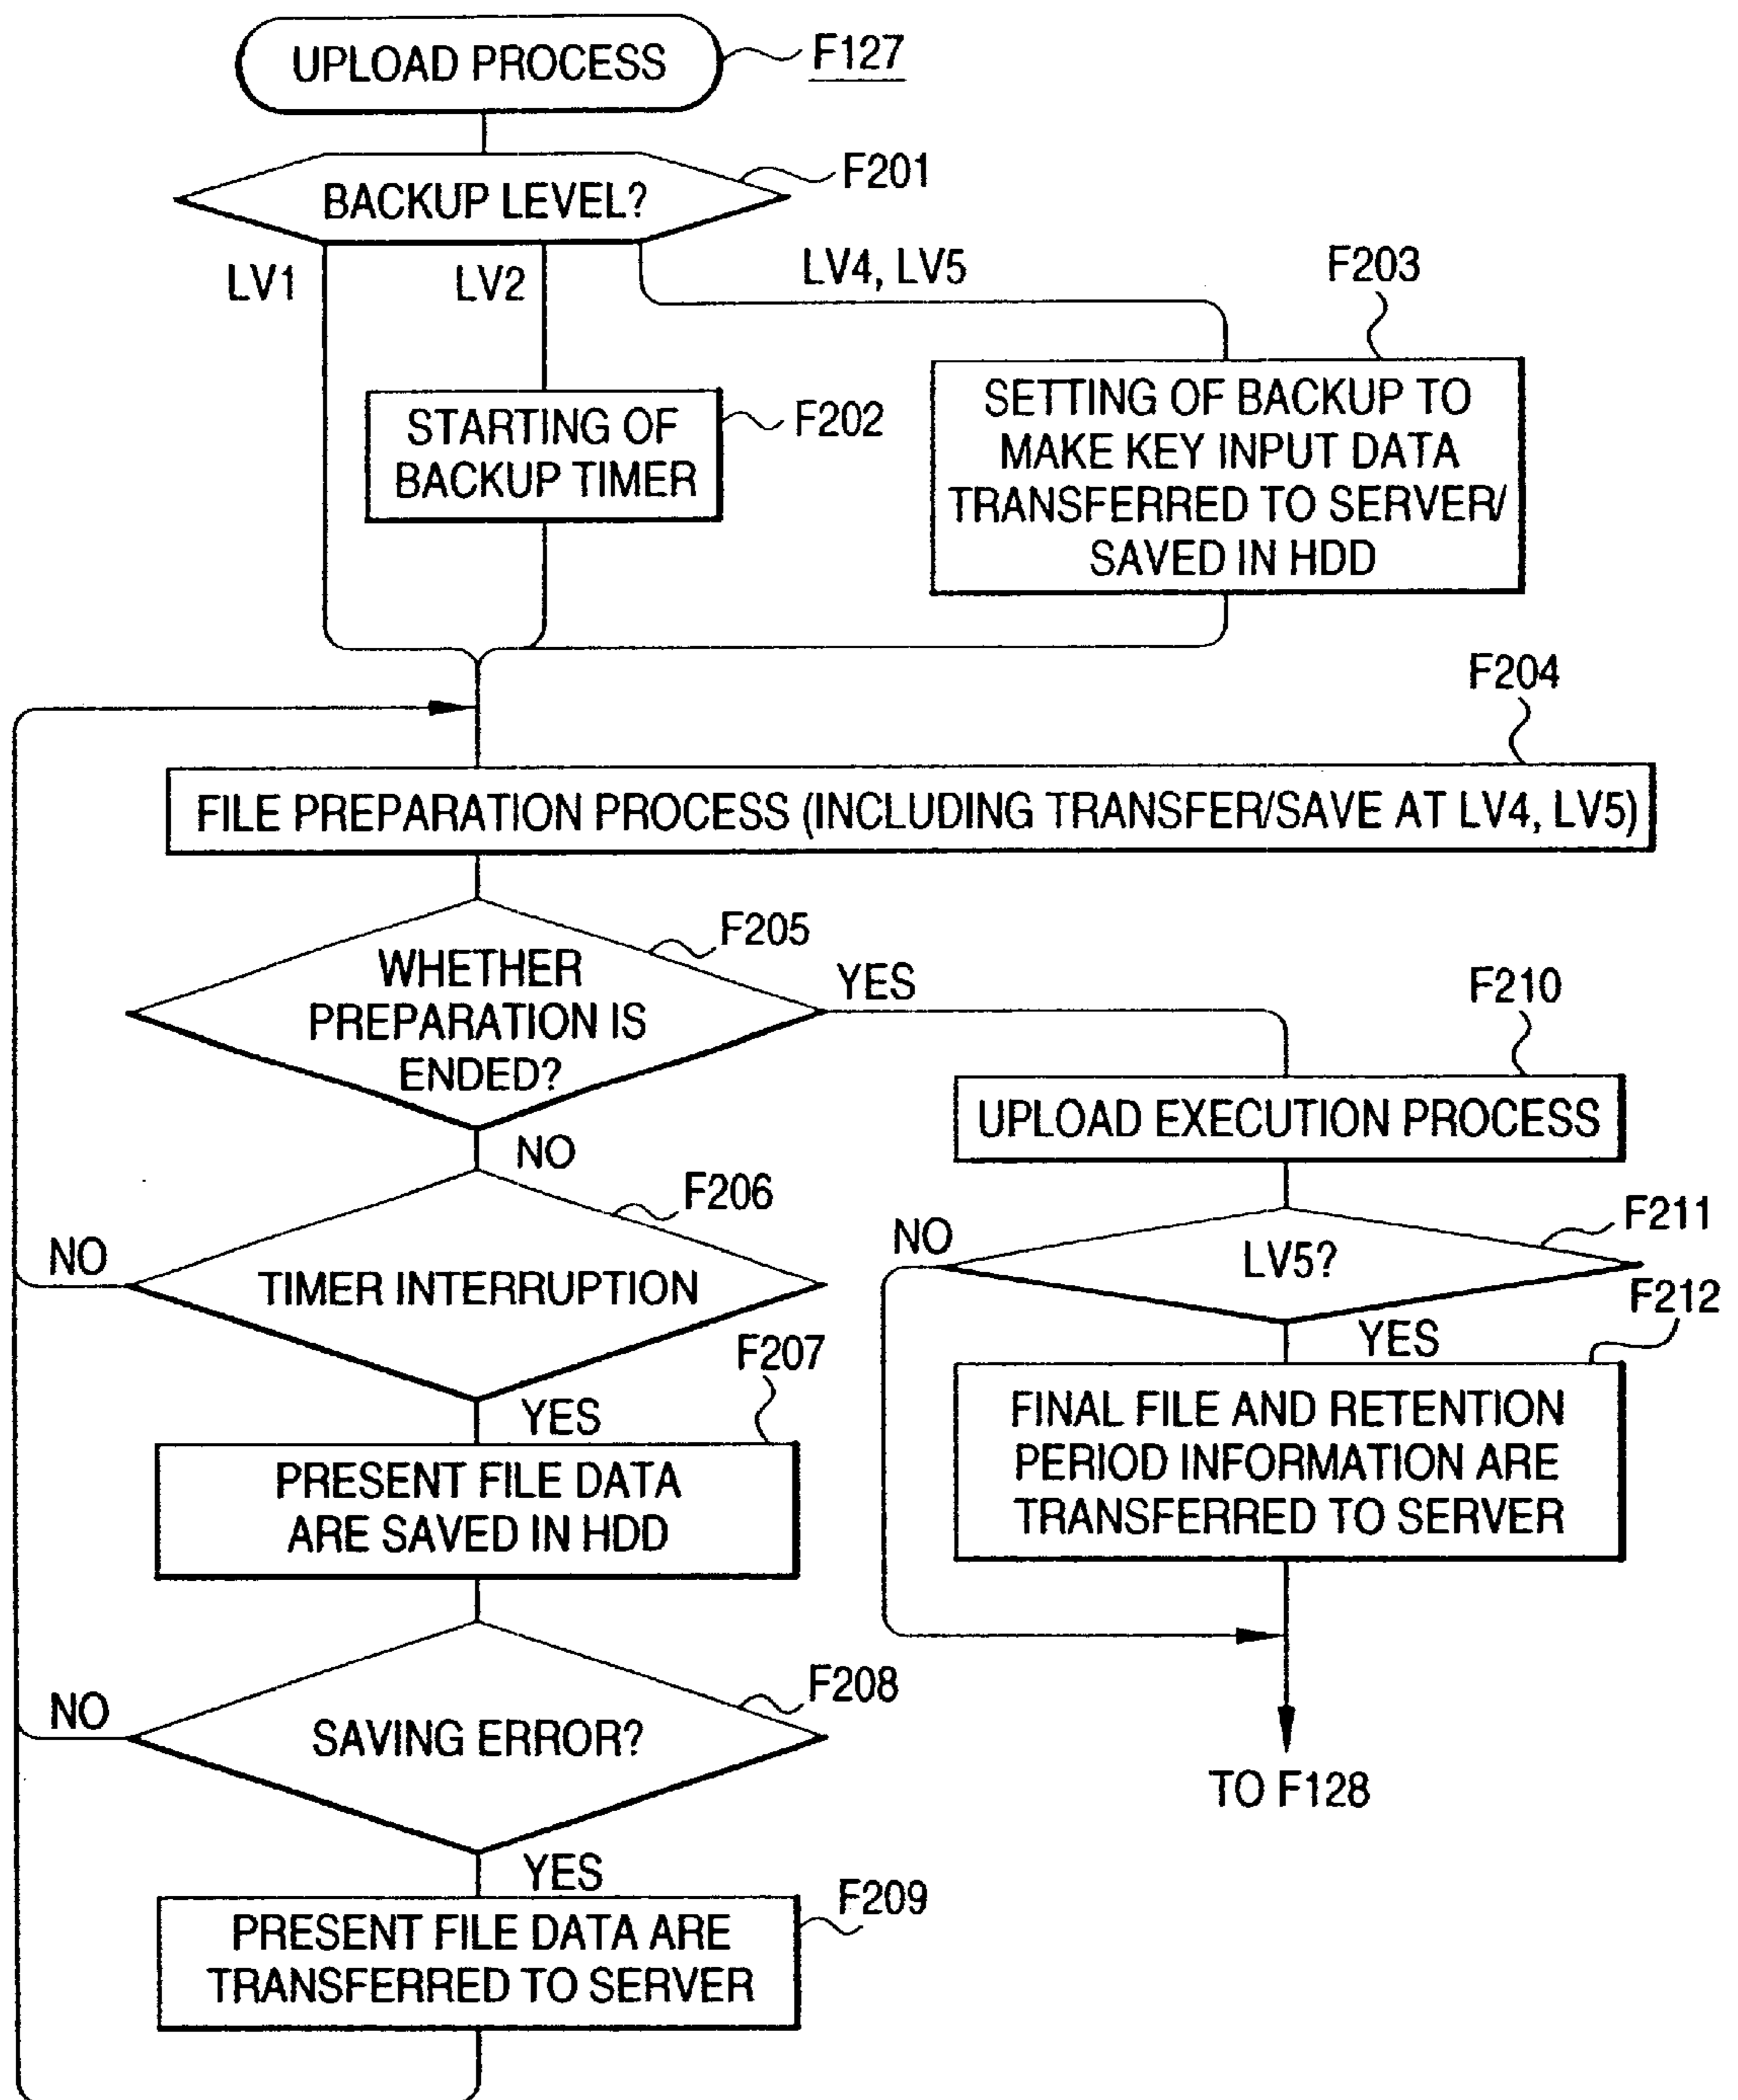 UPLOAD PROCESS
F127
BACKUP LEVEL?
F201
LV1
LV2
LV4, LV5
F203
STARTING OF
BACKUP TIMER
F202
SETTING OF BACKUP TO
MAKE KEY INPUT DATA
TRANSFERRED TO SERVER/
SAVED IN HDD
F204
FILE PREPARATION PROCESS (INCLUDING TRANSFER/SAVE AT LV4, LV5)
F205
WHETHER
PREPARATION IS
ENDED?
YES
NO
F206
TIMER INTERRUPTION
NO
YES
F207
PRESENT FILE DATA
ARE SAVED IN HDD
F208
SAVING ERROR?
NO
YES
F209
PRESENT FILE DATA ARE
TRANSFERRED TO SERVER
F210
UPLOAD EXECUTION PROCESS
F211
LV5?
NO
YES
F212
FINAL FILE AND RETENTION
PERIOD INFORMATION ARE
TRANSFERRED TO SERVER
TO F128